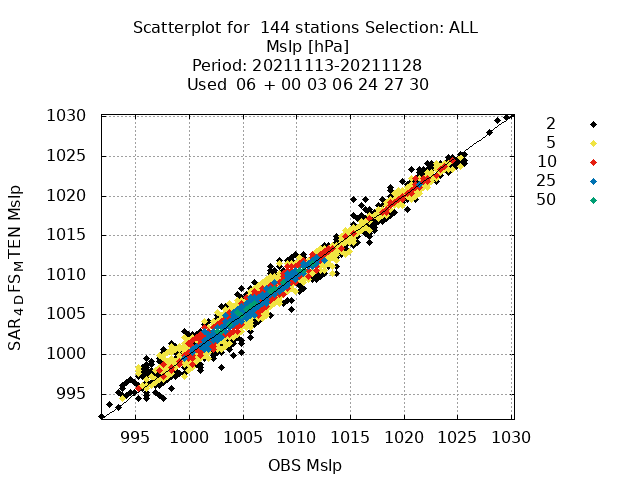 Scatterplot for 144 stations Selection: ALL
Mslp [hPa]
Period: 20211113-20211128
Used 06 + 00 03 06 24 27 30
1030
1025
1020
1015
1010
1005
1000
995
SAR4DFSMTEN Mslp
995 1000 1005 1010 1015 1020 1025 1030
OBS Mslp
2
5
10
25
50